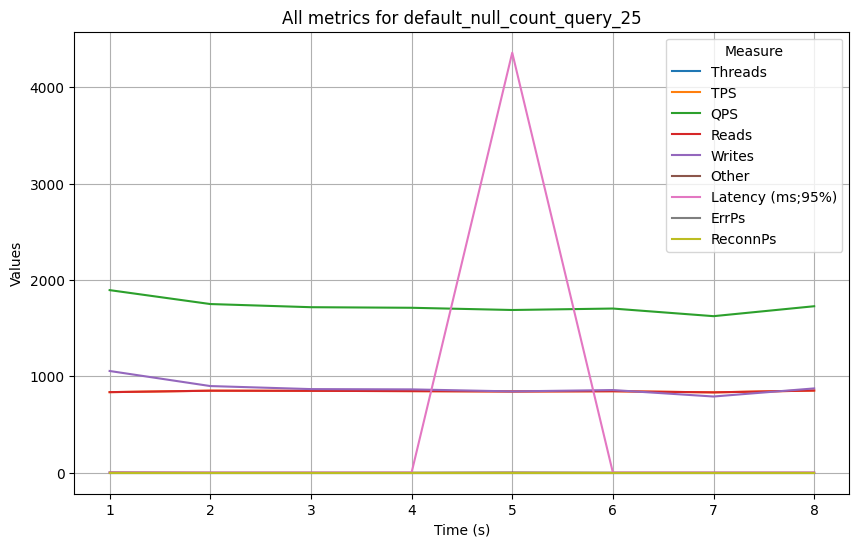 All metrics for default_null_count_query_25
Measure
Threads
TPS
QPS
Reads
Writes
Other
Latency (ms;95%)
ErrPs
ReconnPs
Values
4000
3000
2000
1000
0
1 2 3 4 5 6 7 8
Time (s)